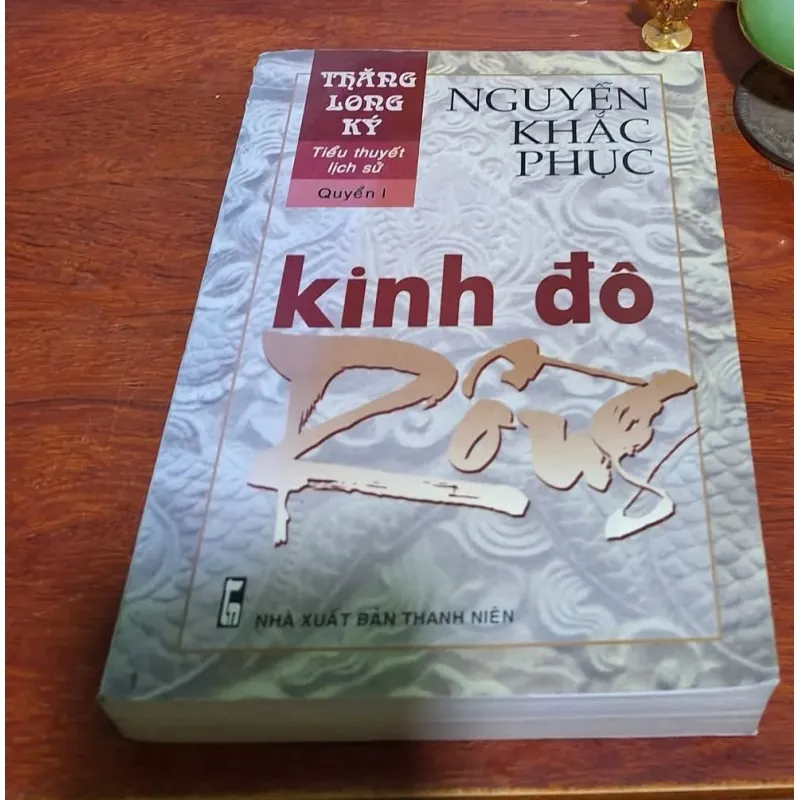 THĂNG
LONG
KÝ
Tiểu thuyết
lịch sử
Quyển I
NGUYỄN
KHẮC
PHỤC
kinh đô
Rồng
NHÀ XUẤT BẢN THANH NIÊN